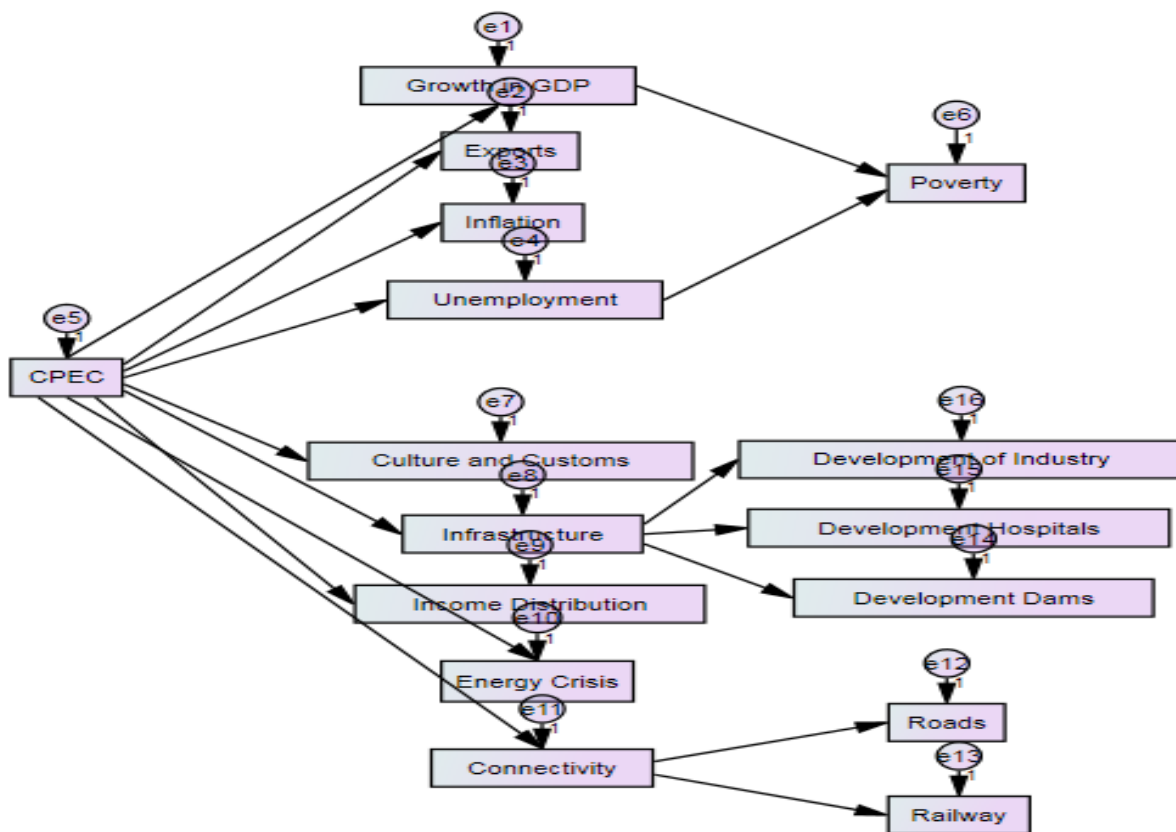 e1
1
Growth in GDP
e2
1
Exports
e3
1
Inflation
e4
1
Unemployment
e6
1
Poverty
e5
1
CPEC
e7
1
Culture and Customs
e8
1
Infrastructure
e9
1
Income Distribution
e10
1
Energy Crisis
e11
1
Connectivity
e16
1
Development of Industry
e15
1
Development Hospitals
e14
1
Development Dams
e12
1
Roads
e13
1
Railway